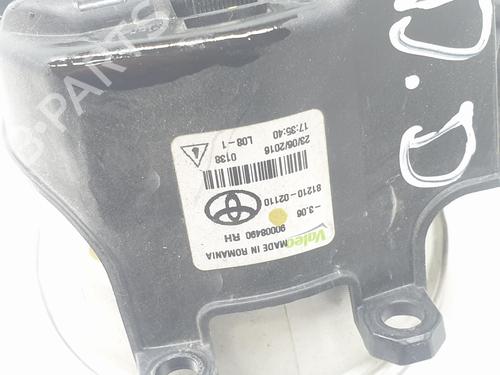 Valeo
MADE IN ROMANIA
90008490 RH
-3.06
81210-02110
0138
23/06/2016
17:35:40
L08-1
PARTS